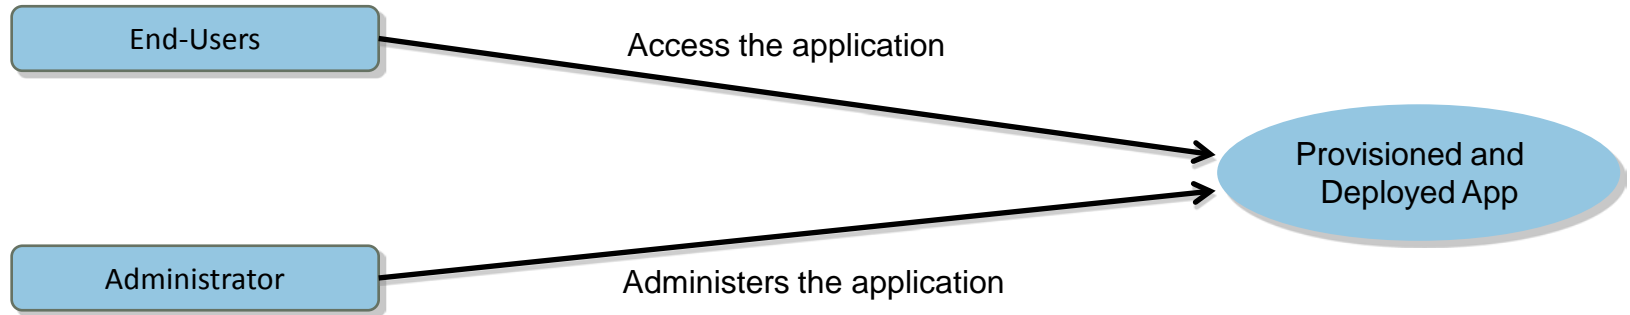 End-Users
Access the application
Provisioned and
Deployed App
Administrator
Administers the application